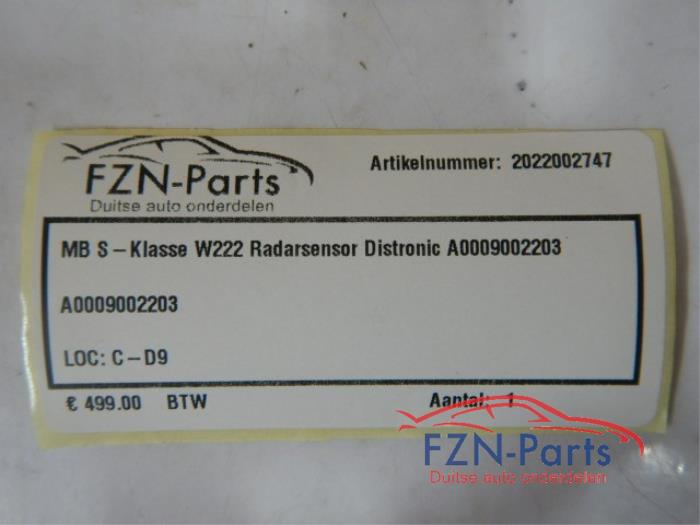 FZN-Parts
Duitse auto onderdelen
Artikelnummer: 2022002747
MB S-Klasse W222 Radarsensor Distronic A0009002203
A0009002203
LOC: C-D9
€ 499.00 BTW Aantal: 1
FZN-Parts
Duitse auto onderdelen